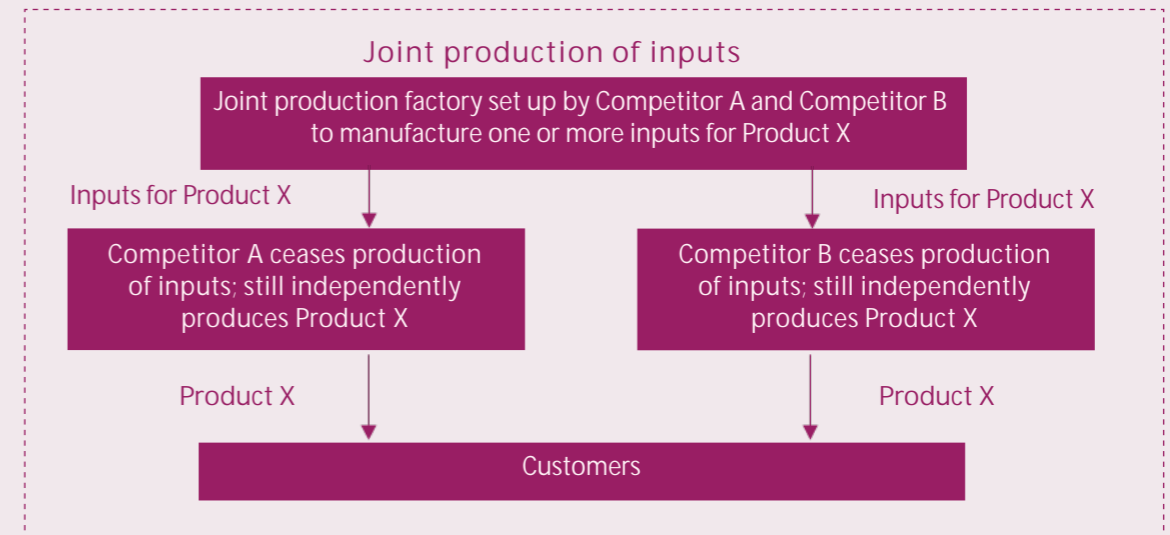 Joint production of inputs
Joint production factory set up by Competitor A and Competitor B
to manufacture one or more inputs for Product X
Inputs for Product X
Inputs for Product X
Competitor A ceases production
of inputs; still independently
produces Product X
Competitor B ceases production
of inputs; still independently
produces Product X
Product X
Product X
Customers